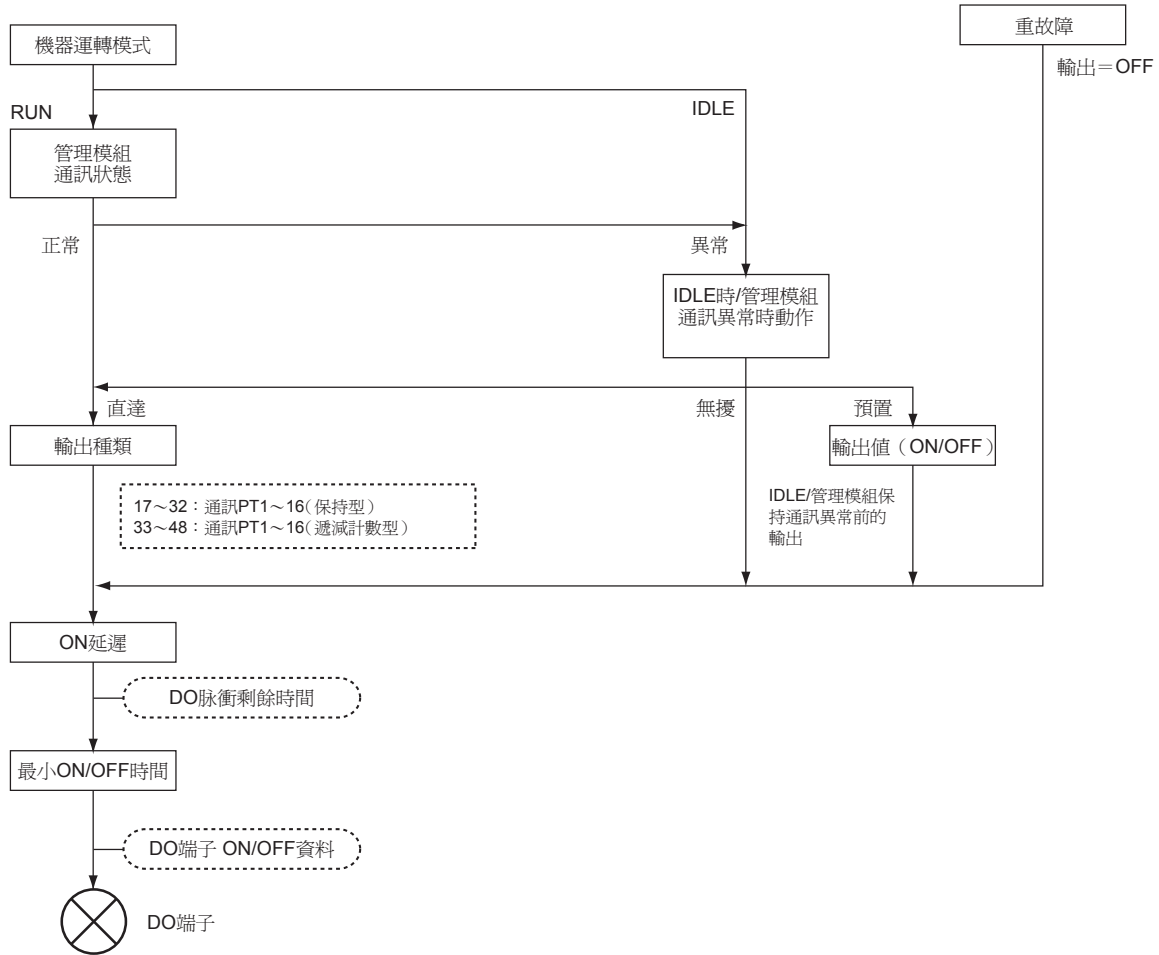 機器運轉模式
重故障
輸出＝OFF
RUN
IDLE
管理模組
通訊狀態
正常
異常
IDLE時/管理模組
通訊異常時動作
直達
無擾
預置
輸出種類
輸出值（ON/OFF）
17～32：通訊PT1～16（保持型）
33～48：通訊PT1～16（遞減計數型）
IDLE/管理模組保
持通訊異常前的
輸出
ON延遲
DO脉衝剩餘時間
最小ON/OFF時間
DO端子 ON/OFF資料
DO端子